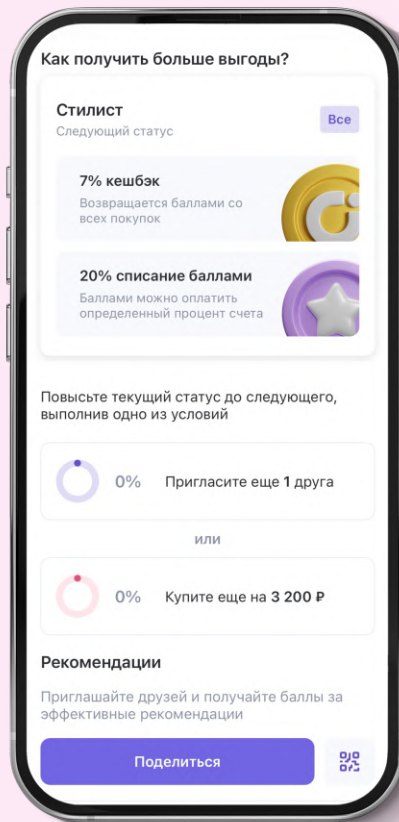 Как получить больше выгоды?
Стилист
Следующий статус
Все
7% кешбэк
Возвращается баллами со
всех покупок
20% списание баллами
Баллами можно оплатить
определенный процент счета
Повысьте текущий статус до следующего,
выполнив одно из условий
0% Пригласите еще 1 друга
или
0% Купите еще на 3 200 ₽
Рекомендации
Приглашайте друзей и получайте баллы за
эффективные рекомендации
Поделиться